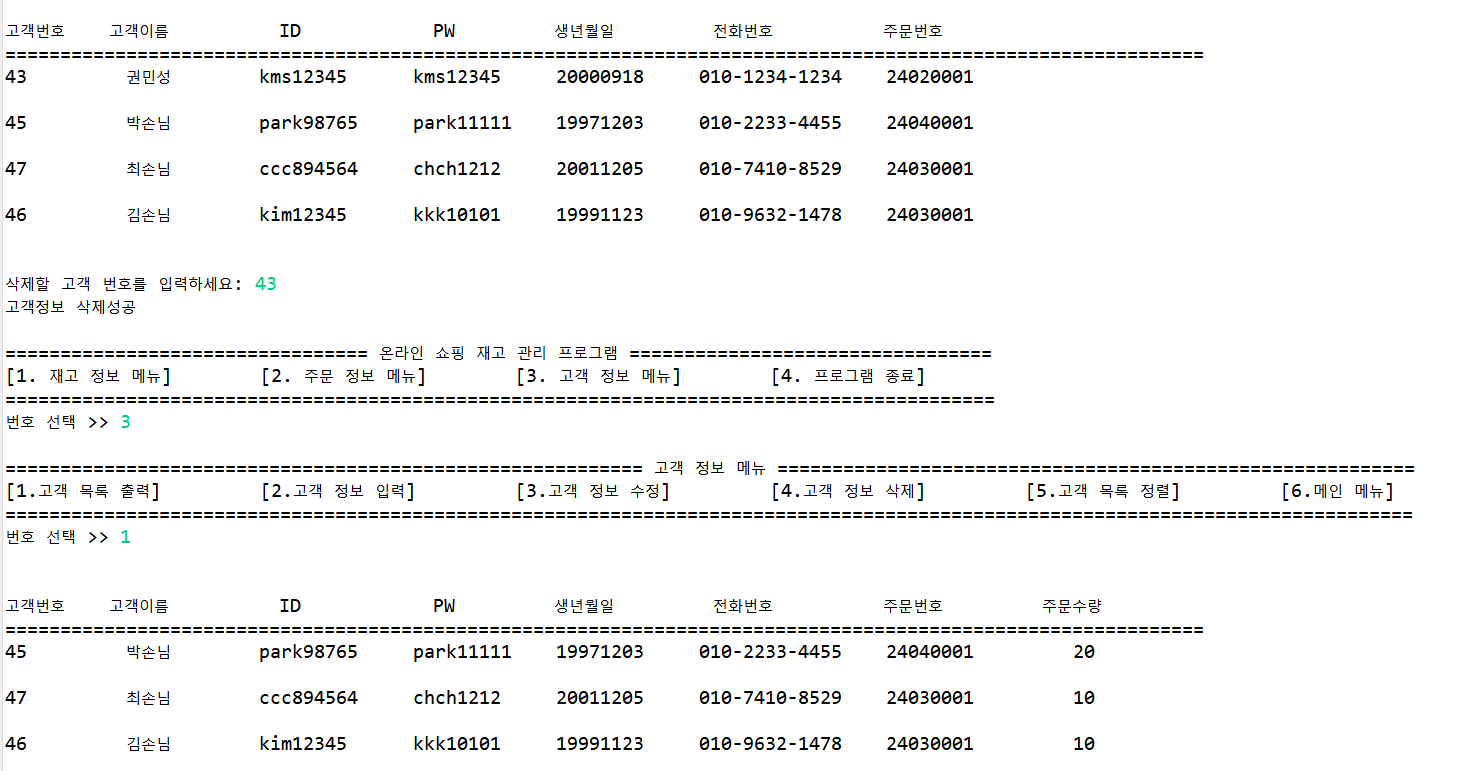 고객번호 고객이름 ID PW 생년월일 전화번호 주문번호
=============================================================================================================
43 권민성 kms12345 kms12345 20000918 010-1234-1234 24020001
45 박손님 park98765 park11111 19971203 010-2233-4455 24040001
47 최손님 ccc894564 chch1212 20011205 010-7410-8529 24030001
46 김손님 kim12345 kkk10101 19991123 010-9632-1478 24030001
삭제할 고객 번호를 입력하세요: 43
고객정보 삭제성공
================================= 온라인 쇼핑 재고 관리 프로그램 =================================
[1. 재고 정보 메뉴] [2. 주문 정보 메뉴] [3. 고객 정보 메뉴] [4. 프로그램 종료]
==========================================================================================
번호 선택 >> 3
========================================================== 고객 정보 메뉴 ==========================================================
[1.고객 목록 출력] [2.고객 정보 입력] [3.고객 정보 수정] [4.고객 정보 삭제] [5.고객 목록 정렬] [6.메인 메뉴]
================================================================================================================================
번호 선택 >> 1
고객번호 고객이름 ID PW 생년월일 전화번호 주문번호 주문수량
=============================================================================================================
45 박손님 park98765 park11111 19971203 010-2233-4455 24040001 20
47 최손님 ccc894564 chch1212 20011205 010-7410-8529 24030001 10
46 김손님 kim12345 kkk10101 19991123 010-9632-1478 24030001 10